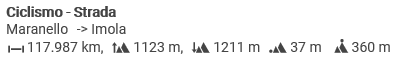 Ciclismo - Strada
Maranello -> Imola
117.987 km, 1123 m, 1211 m 37 m 360 m